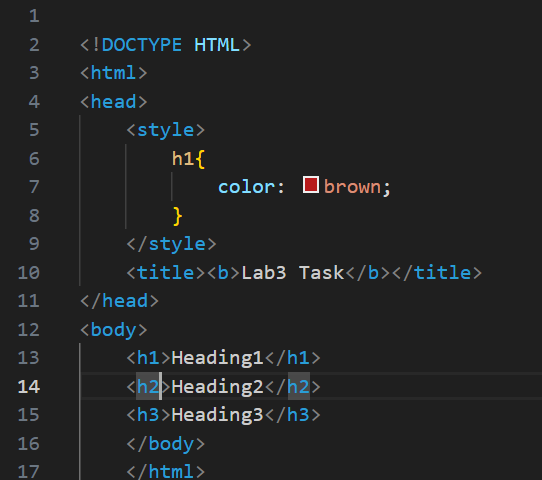 1
2 <!DOCTYPE HTML>
3 <html>
4 <head>
5 <style>
6 h1{
7 color: brown;
8 }
9 </style>
10 <title><b>Lab3 Task</b></title>
11 </head>
12 <body>
13 <h1>Heading1</h1>
14 <h2>Heading2</h2>
15 <h3>Heading3</h3>
16 </body>
17 </html>